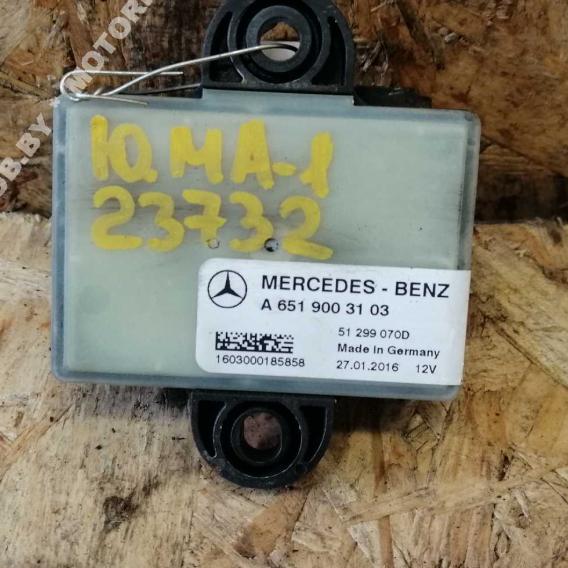 Ю.МА-1
23732
MERCEDES - BENZ
A 651 900 31 03
51 299 070D
Made In Germany
1603000185858
27.01.2016 12V